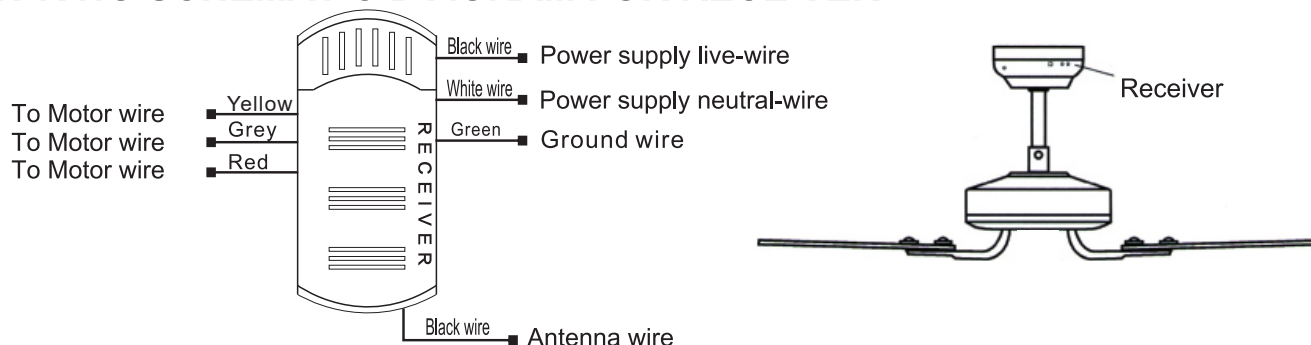 Black wire Power supply live-wire
White wire Power supply neutral-wire
Green Ground wire
To Motor wire Yellow
To Motor wire Grey
To Motor wire Red
RECEIVER
Black wire Antenna wire
Receiver